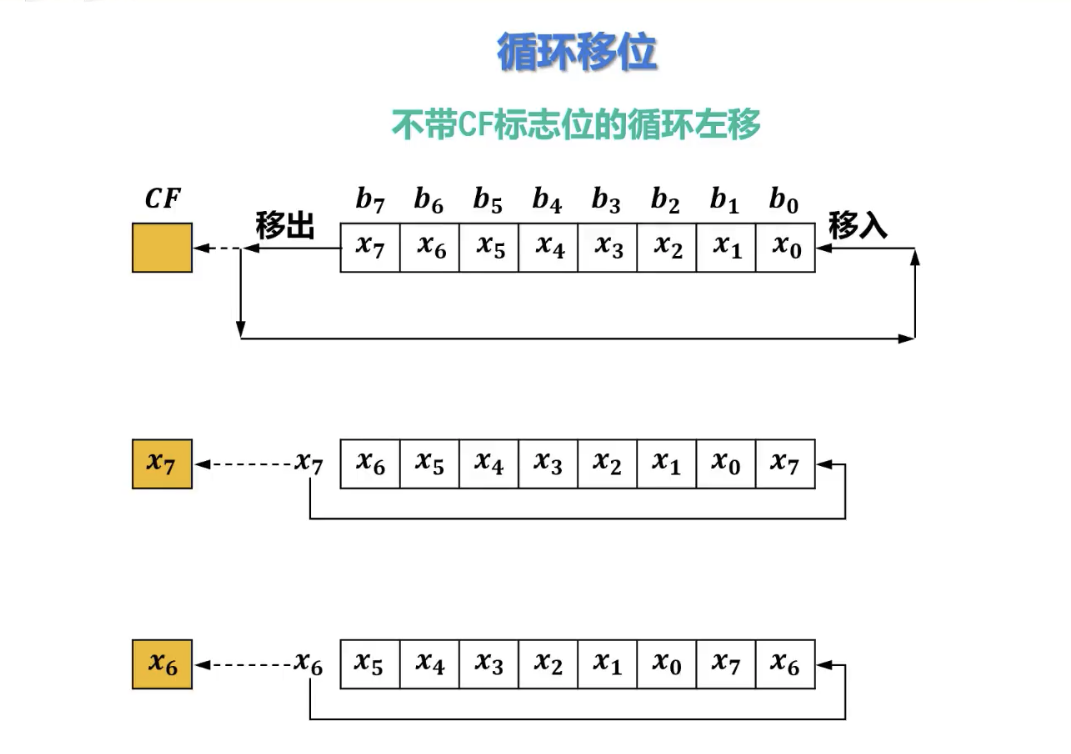 循环移位
不带CF标志位的循环左移
CF b₇ b₆ b₅ b₄ b₃ b₂ b₁ b₀
移出 移入
x₇ x₆ x₅ x₄ x₃ x₂ x₁ x₀
x₇ x₇ x₆ x₅ x₄ x₃ x₂ x₁ x₀ x₇
x₆ x₆ x₅ x₄ x₃ x₂ x₁ x₀ x₇ x₆